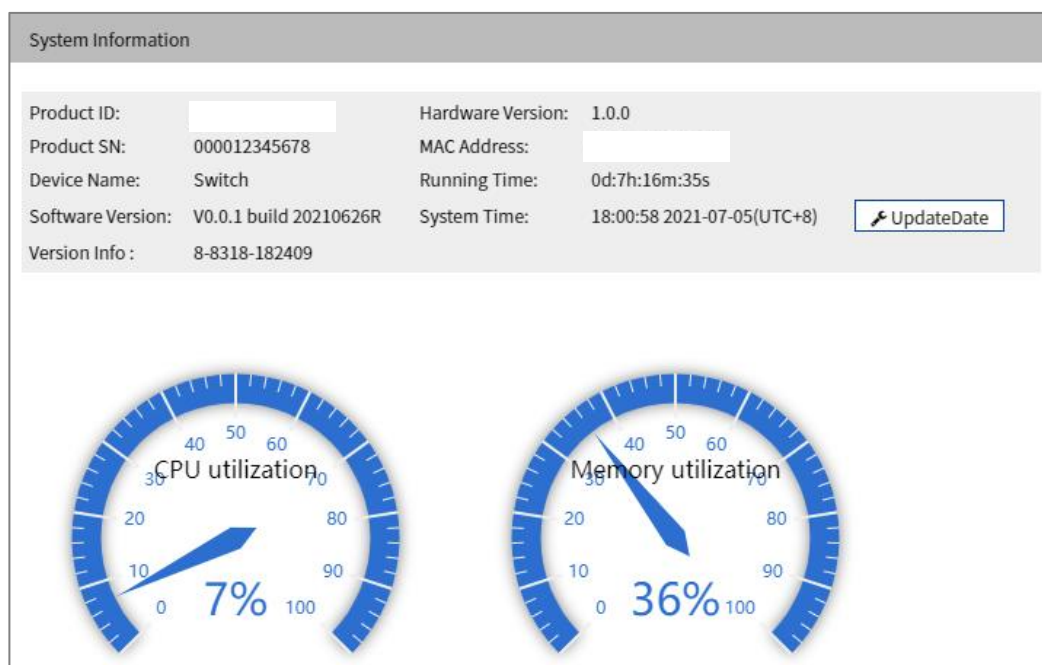 System Information
Product ID: Hardware Version: 1.0.0
Product SN: 000012345678 MAC Address:
Device Name: Switch Running Time: 0d:7h:16m:35s
Software Version: V0.0.1 build 20210626R System Time: 18:00:58 2021-07-05(UTC+8) UpdateDate
Version Info : 8-8318-182409
40 50 60 40 50 60
CPU utilization Memory utilization
30 70 30 70
20 80 20 80
10 90 10 90
0 7% 100 0 36% 100